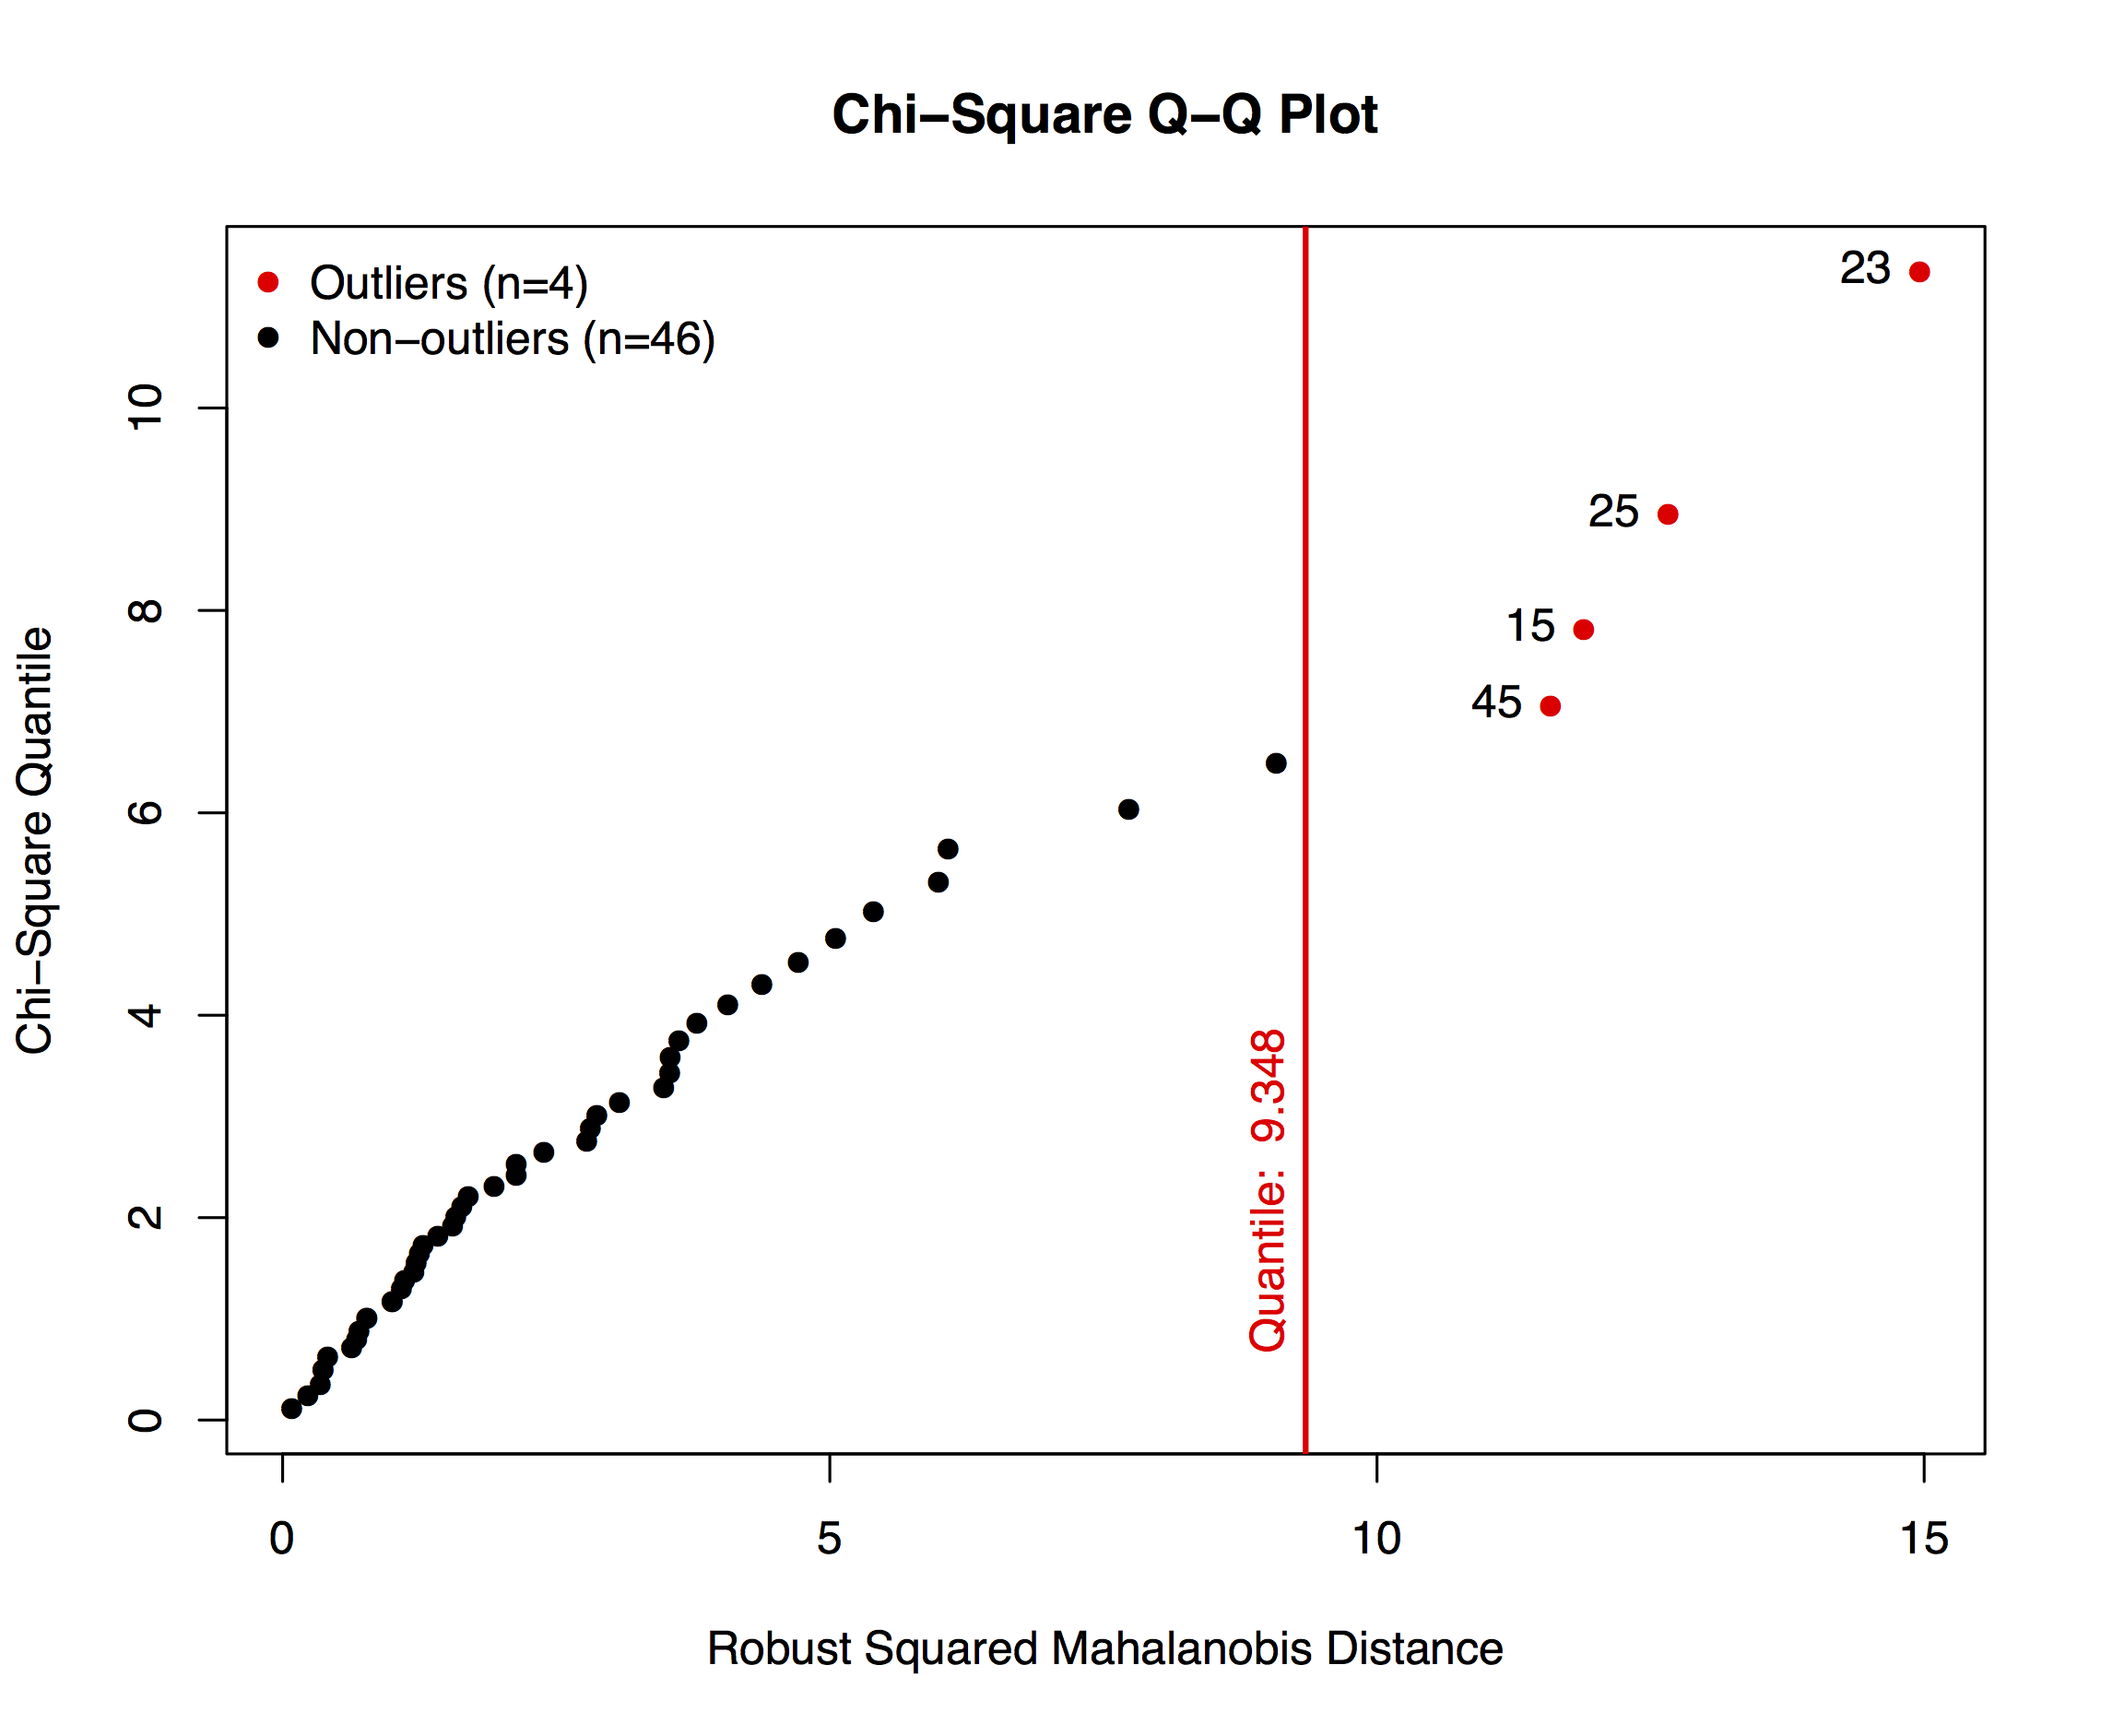 Chi−Square Q−Q Plot
Outliers (n=4)
Non−outliers (n=46)
23
25
15
45
Quantile: 9.348
Chi−Square Quantile
10
8
6
4
2
0
0 5 10 15
Robust Squared Mahalanobis Distance